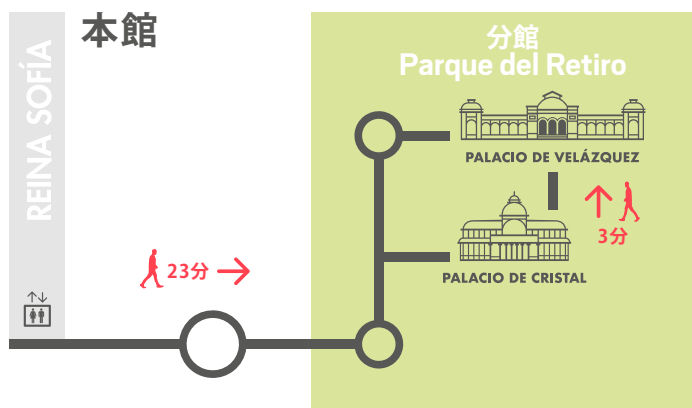 本館
REINA SOFÍA
分館
Parque del Retiro
PALACIO DE VELÁZQUEZ
3分
PALACIO DE CRISTAL
23分